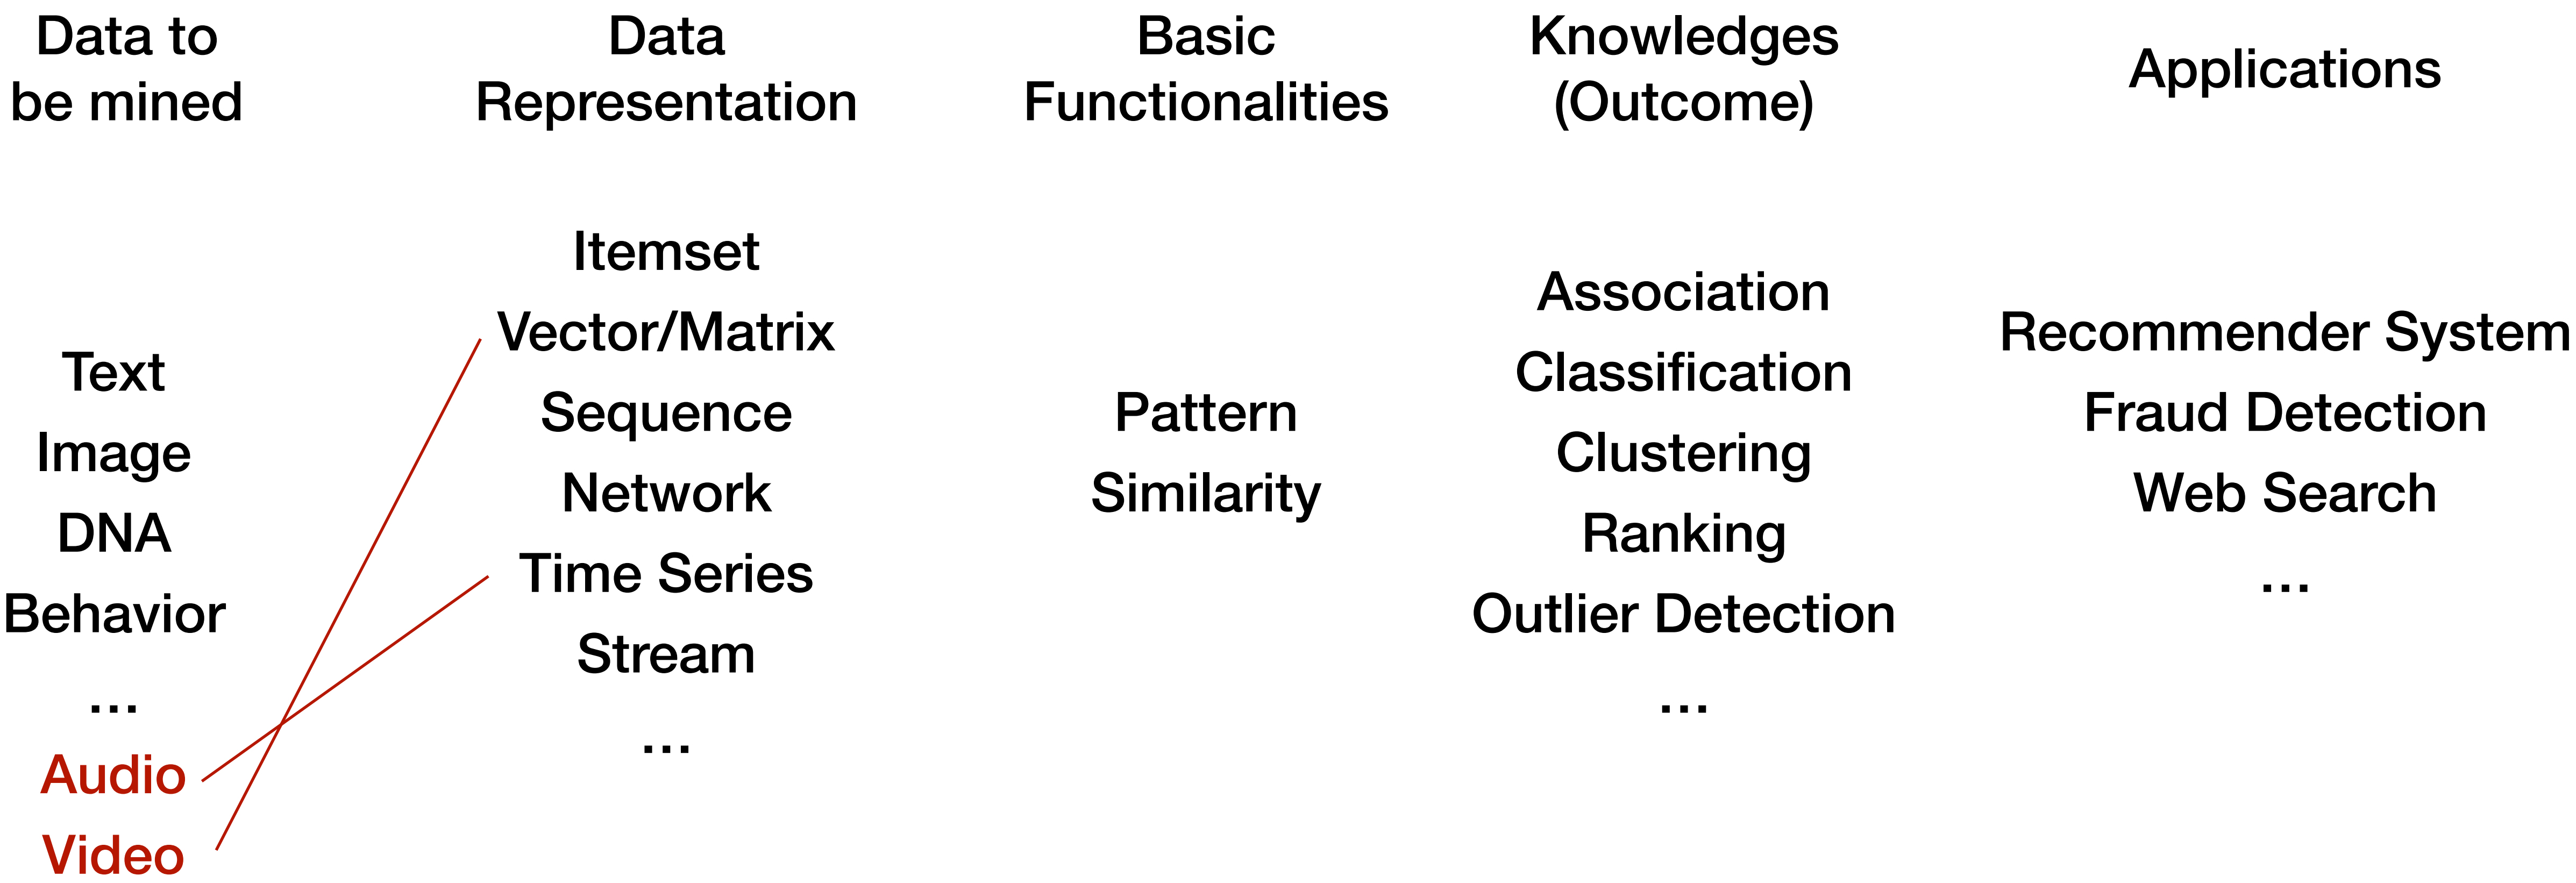 Data to
be mined
Data
Representation
Basic
Functionalities
Knowledges
(Outcome)
Applications
Text
Image
DNA
Behavior
...
Audio
Video
Itemset
Vector/Matrix
Sequence
Network
Time Series
Stream
...
Pattern
Similarity
Association
Classification
Clustering
Ranking
Outlier Detection
...
Recommender System
Fraud Detection
Web Search
...